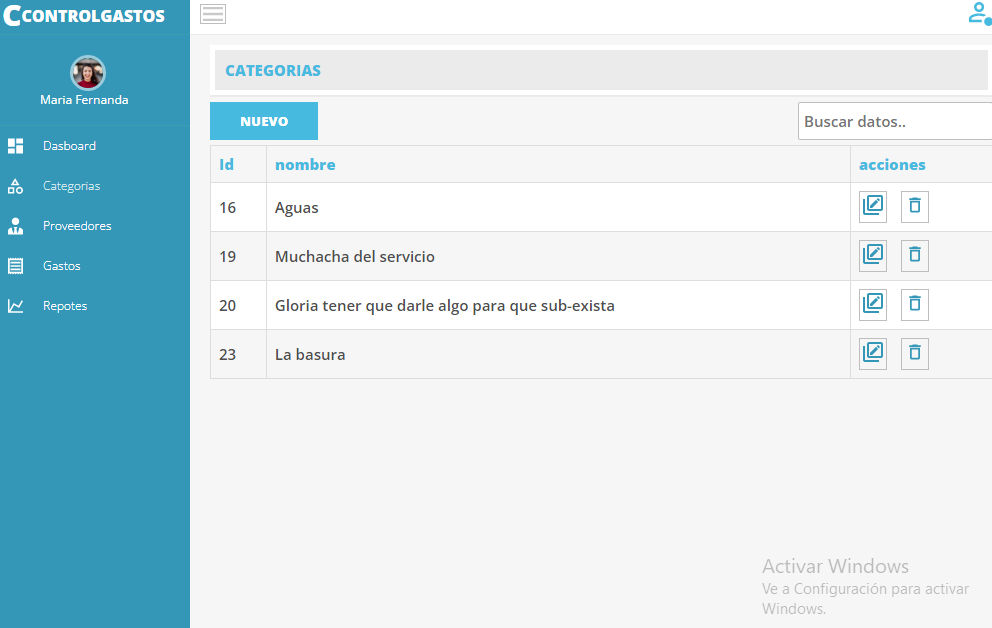 CCONTROLGASTOS
Maria Fernanda
Dasboard
Categorias
Proveedores
Gastos
Repotes
CATEGORIAS
NUEVO
Buscar datos..
Id nombre acciones
16 Aguas
19 Muchacha del servicio
20 Gloria tener que darle algo para que sub-exista
23 La basura
Activar Windows
Ve a Configuración para activar
Windows.